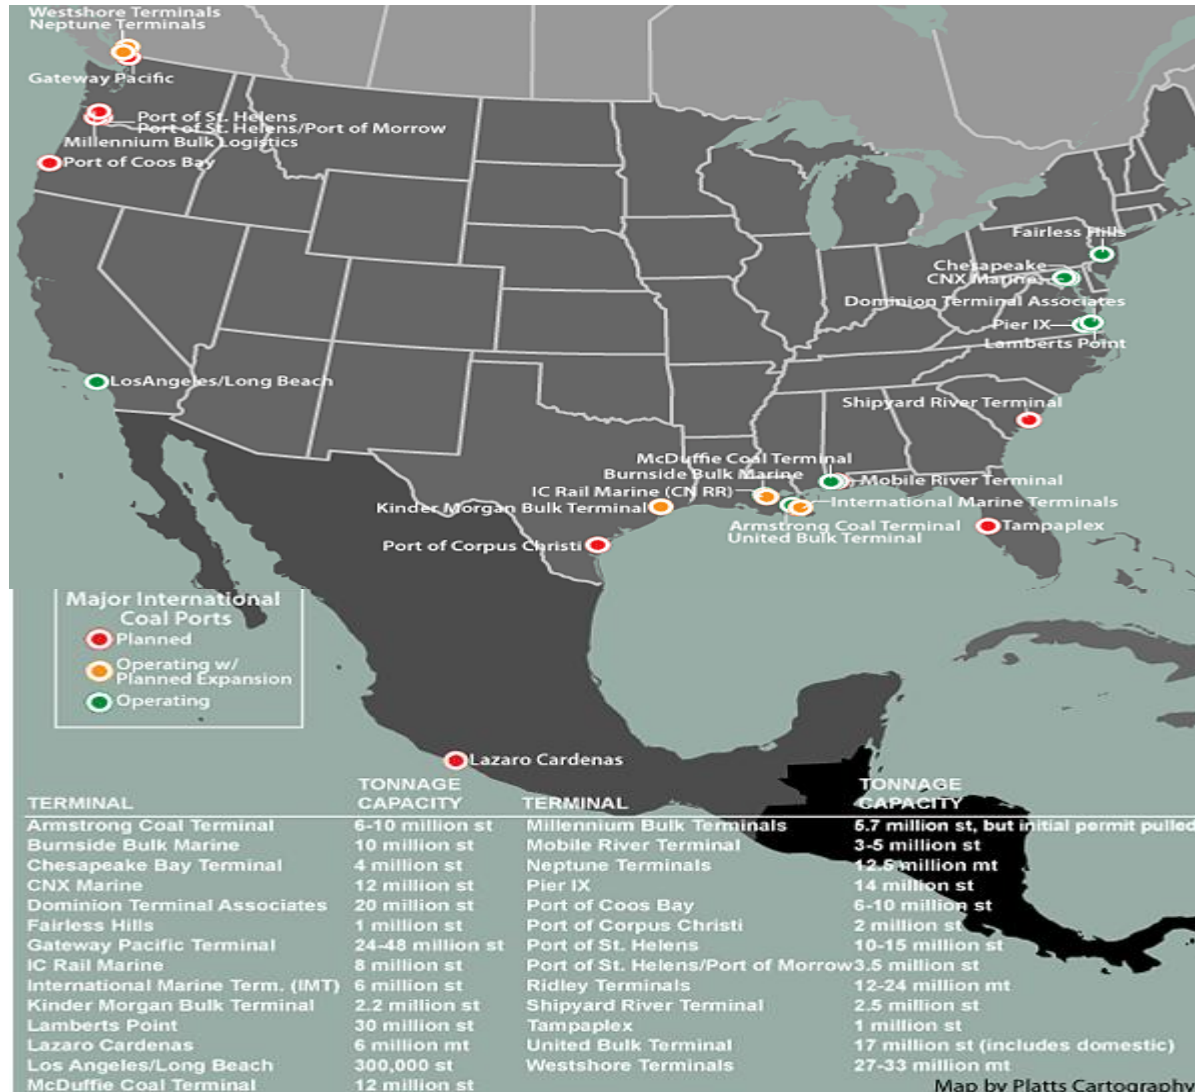 Westshore Terminals
Neptune Terminals
Gateway Pacific
Port of St. Helens
Port of St. Helens/Port of Morrow
Millennium Bulk Logistics
Port of Coos Bay
Fairless Hills
Chesapeake
CNX Marine
Dominion Terminal Associates
Pier IX
Lamberts Point
LosAngeles/Long Beach
Shipyard River Terminal
McDuffie Coal Terminal
Burnside Bulk Marine
Mobile River Terminal
IC Rail Marine (CN RR)
International Marine Terminals
Kinder Morgan Bulk Terminal
Armstrong Coal Terminal
Tampaplex
United Bulk Terminal
Port of Corpus Christi
Major International
Coal Ports
Planned
Operating w/
Planned Expansion
Operating
Lazaro Cardenas
TERMINAL TONNAGE CAPACITY TERMINAL TONNAGE CAPACITY
Armstrong Coal Terminal 6-10 million st Millennium Bulk Terminals 5.7 million st, but initial permit pulled
Burnside Bulk Marine 10 million st Mobile River Terminal 3-5 million st
Chesapeake Bay Terminal 4 million st Neptune Terminals 12.5 million mt
CNX Marine 12 million st Pier IX 14 million st
Dominion Terminal Associates 20 million st Port of Coos Bay 6-10 million st
Fairless Hills 1 million st Port of Corpus Christi 2 million st
Gateway Pacific Terminal 24-48 million st Port of St. Helens 10-15 million st
IC Rail Marine 8 million st Port of St. Helens/Port of Morrow 3.5 million st
International Marine Term. (IMT) 6 million st Ridley Terminals 12-24 million mt
Kinder Morgan Bulk Terminal 2.2 million st Shipyard River Terminal 2.5 million st
Lamberts Point 30 million st Tampaplex 1 million st
Lazaro Cardenas 6 million mt United Bulk Terminal 17 million st (includes domestic)
Los Angeles/Long Beach 300,000 st Westshore Terminals 27-33 million mt
McDuffie Coal Terminal 12 million st
Map by Platts Cartography